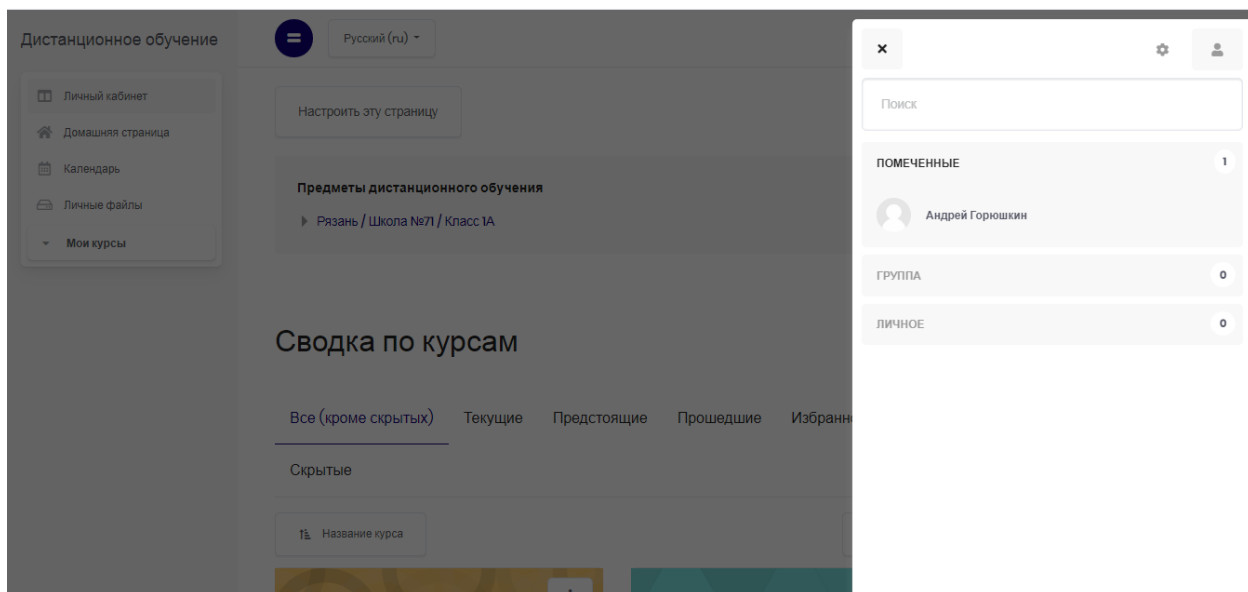 Дистанционное обучение
Личный кабинет
Домашняя страница
Календарь
Личные файлы
Мои курсы
Русский (ru)
Настроить эту страницу
Предметы дистанционного обучения
Рязань / Школа №71 / Класс 1А
Сводка по курсам
Все (кроме скрытых) Текущие Предстоящие Прошедшие
Скрытые
Название курса
Поиск
ПОМЕЧЕННЫЕ 1
Андрей Горюшкин
ГРУППА 0
ЛИЧНОЕ 0